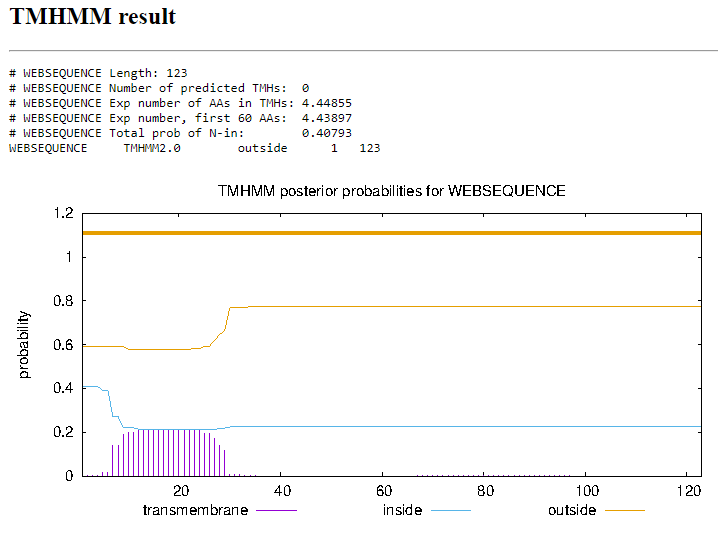 TMHMM result
# WEBSEQUENCE Length: 123
# WEBSEQUENCE Number of predicted TMHs:  0
# WEBSEQUENCE Exp number of AAs in TMHs: 4.44855
# WEBSEQUENCE Exp number, first 60 AAs:  4.43897
# WEBSEQUENCE Total prob of N-in:        0.40793
WEBSEQUENCE     TMHMM2.0        outside      1   123
TMHMM posterior probabilities for WEBSEQUENCE
1.2
1
0.8
0.6
0.4
0.2
0
probability
20 40 60 80 100 120
transmembrane inside outside